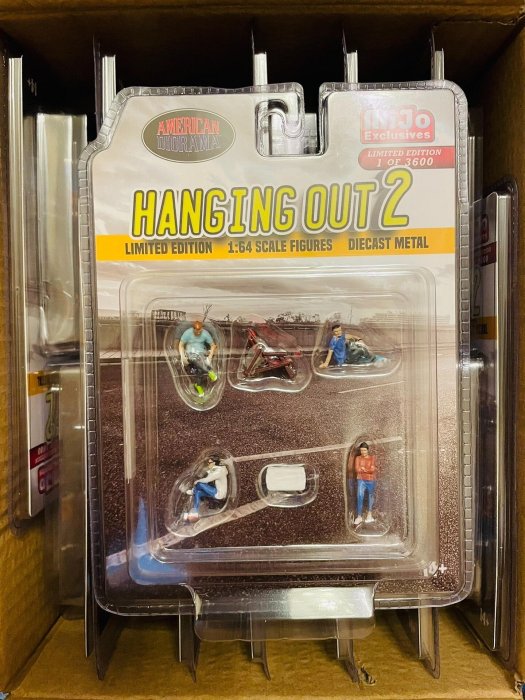 AMERICAN
DIORAMA
MiJo
Exclusives
LIMITED EDITION
1 OF 3600
HANGING OUT 2
LIMITED EDITION 1:64 SCALE FIGURES DIECAST METAL